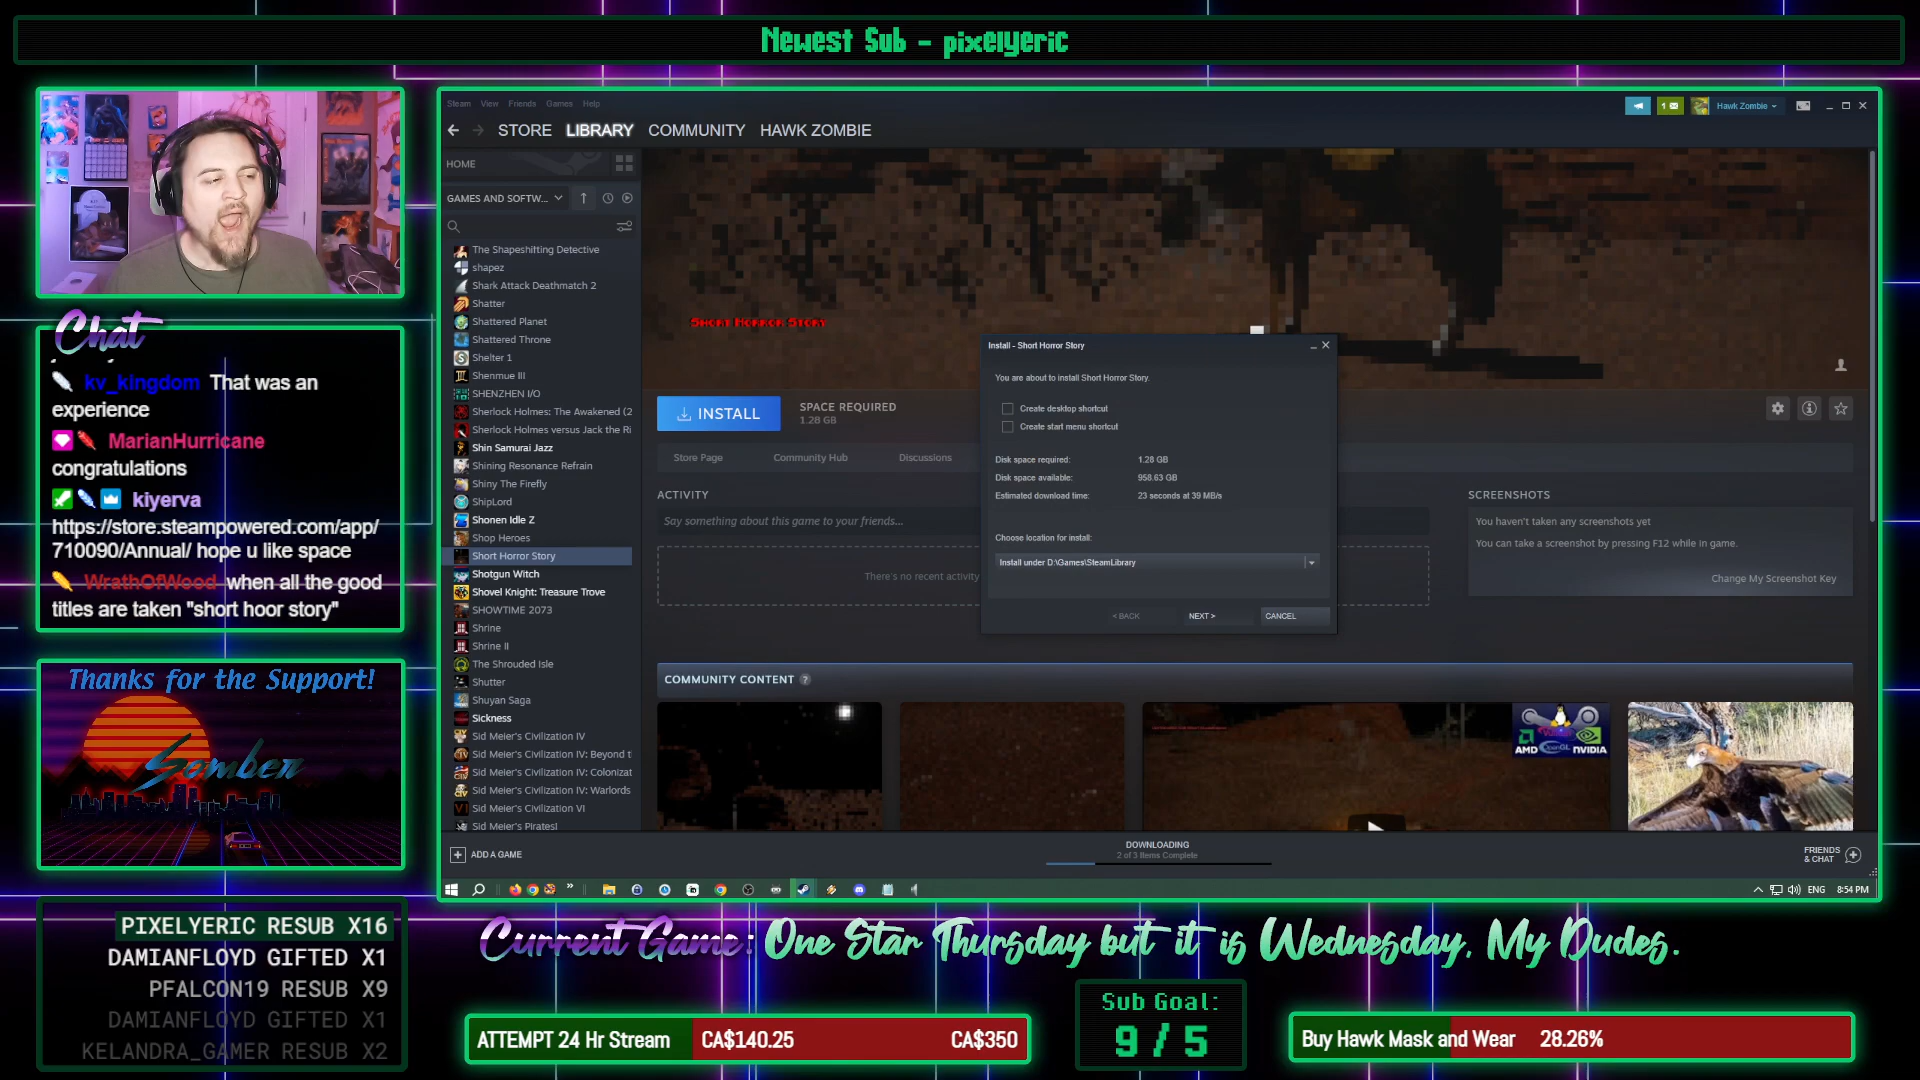 Newest Sub - pixelyeric
Chat
kv_kingdom That was an
experience
MarianHurricane
congratulations
kiyerva
https://store.steampowered.com/app/
710090/Annual/ hope u like space
WrathOfWood when all the good
titles are taken "short hoor story"
Thanks for the Support!
Somber
PIXELYERIC RESUB X16
DAMIANFLOYD GIFTED X1
PFALCON19 RESUB X9
DAMIANFLOYD GIFTED X1
KELANDRA_GAMER RESUB X2
Steam View Friends Games Help
1
Hawk Zombie
STORE LIBRARY COMMUNITY HAWK ZOMBIE
HOME
GAMES AND SOFTW...
The Shapeshifting Detective
shapez
Shark Attack Deathmatch 2
Shatter
Shattered Planet
Shattered Throne
Shelter 1
Shenmue III
SHENZHEN I/O
Sherlock Holmes: The Awakened (2
Sherlock Holmes versus Jack the Ri
Shin Samurai Jazz
Shining Resonance Refrain
Shiny The Firefly
ShipLord
Shonen Idle Z
Shop Heroes
Short Horror Story
Shotgun Witch
Shovel Knight: Treasure Trove
SHOWTIME 2073
Shrine
Shrine II
The Shrouded Isle
Shutter
Shuyan Saga
Sickness
Sid Meier's Civilization IV
Sid Meier's Civilization IV: Beyond t
Sid Meier's Civilization IV: Colonizat
Sid Meier's Civilization IV: Warlords
Sid Meier's Civilization VI
Sid Meier's Pirates!
ADD A GAME
Short Horror Story
INSTALL
SPACE REQUIRED
1.28 GB
Store Page Community Hub Discussions
ACTIVITY
Say something about this game to your friends...
There's no recent activity
Install - Short Horror Story
You are about to install Short Horror Story.
Create desktop shortcut
Create start menu shortcut
Disk space required: 1.28 GB
Disk space available: 958.63 GB
Estimated download time: 23 seconds at 39 MB/s
Choose location for install:
Install under D:\Games\SteamLibrary
< BACK NEXT > CANCEL
SCREENSHOTS
You haven't taken any screenshots yet
You can take a screenshot by pressing F12 while in game.
Change My Screenshot Key
COMMUNITY CONTENT ?
AMD OpenGL NVIDIA
DOWNLOADING
2 of 3 Items Complete
FRIENDS
& CHAT
ENG 8:54 PM
Current Game: One Star Thursday but it is Wednesday, My Dudes.
ATTEMPT 24 Hr Stream CA$140.25 CA$350
Sub Goal:
9 / 5
Buy Hawk Mask and Wear 28.26%